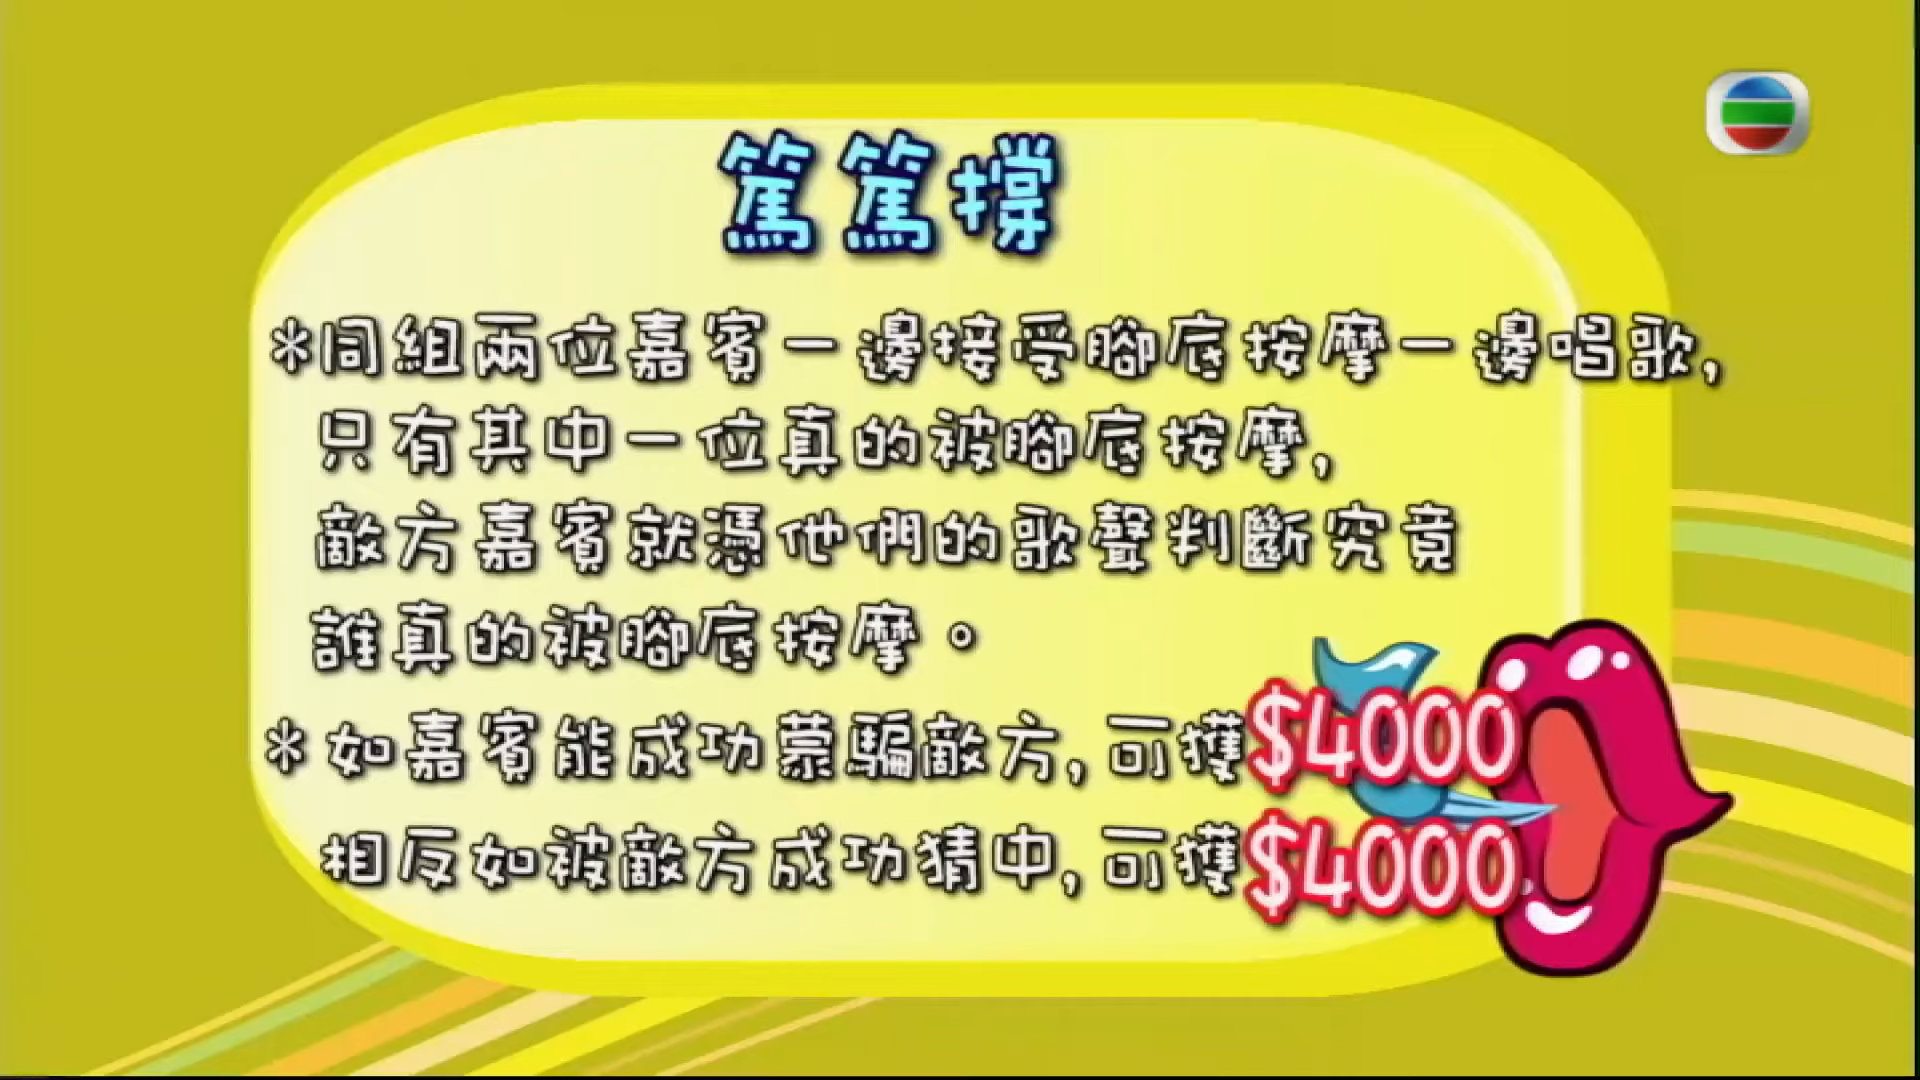 篤篤撐
*同組兩位嘉賓一邊接受腳底按摩一邊唱歌,
只有其中一位真的被腳底按摩,
敵方嘉賓就憑他們的歌聲判斷究竟
誰真的被腳底按摩。
*如嘉賓能成功蒙騙敵方,可獲$4000
相反如被敵方成功猜中,可獲$4000